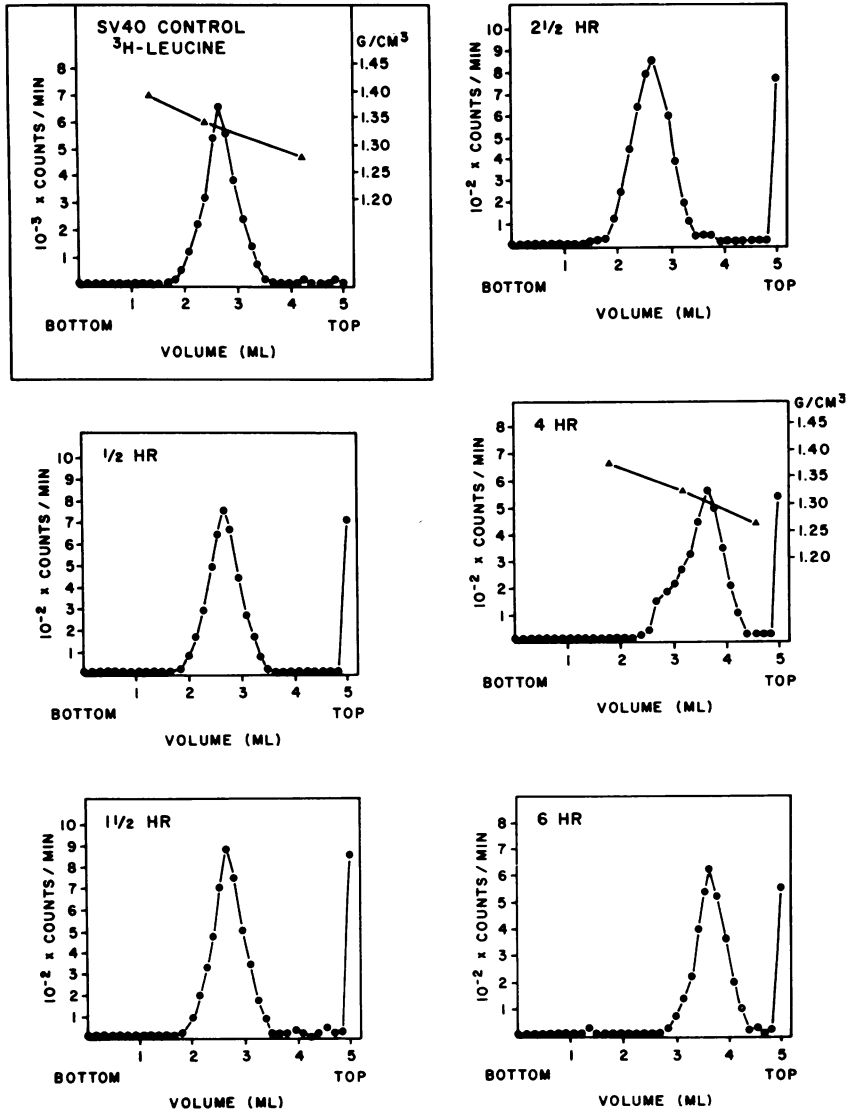 SV40 CONTROL
³H-LEUCINE
G/CM³
10⁻³ x COUNTS / MIN
8
7
6
5
4
3
2
1
1.45
1.40
1.35
1.30
1.25
1.20
1 2 3 4 5
BOTTOM TOP
VOLUME (ML)
2½ HR
10⁻² x COUNTS / MIN
10
9
8
7
6
5
4
3
2
1
1 2 3 4 5
BOTTOM TOP
VOLUME (ML)
½ HR
10⁻² x COUNTS / MIN
10
9
8
7
6
5
4
3
2
1
1 2 3 4 5
BOTTOM TOP
VOLUME (ML)
4 HR
G/CM³
10⁻² x COUNTS / MIN
8
7
6
5
4
3
2
1
1.45
1.40
1.35
1.30
1.25
1.20
1 2 3 4 5
BOTTOM TOP
VOLUME (ML)
1½ HR
10⁻² x COUNTS / MIN
10
9
8
7
6
5
4
3
2
1
1 2 3 4 5
BOTTOM TOP
VOLUME (ML)
6 HR
10⁻² x COUNTS / MIN
8
7
6
5
4
3
2
1
1 2 3 4 5
BOTTOM TOP
VOLUME (ML)